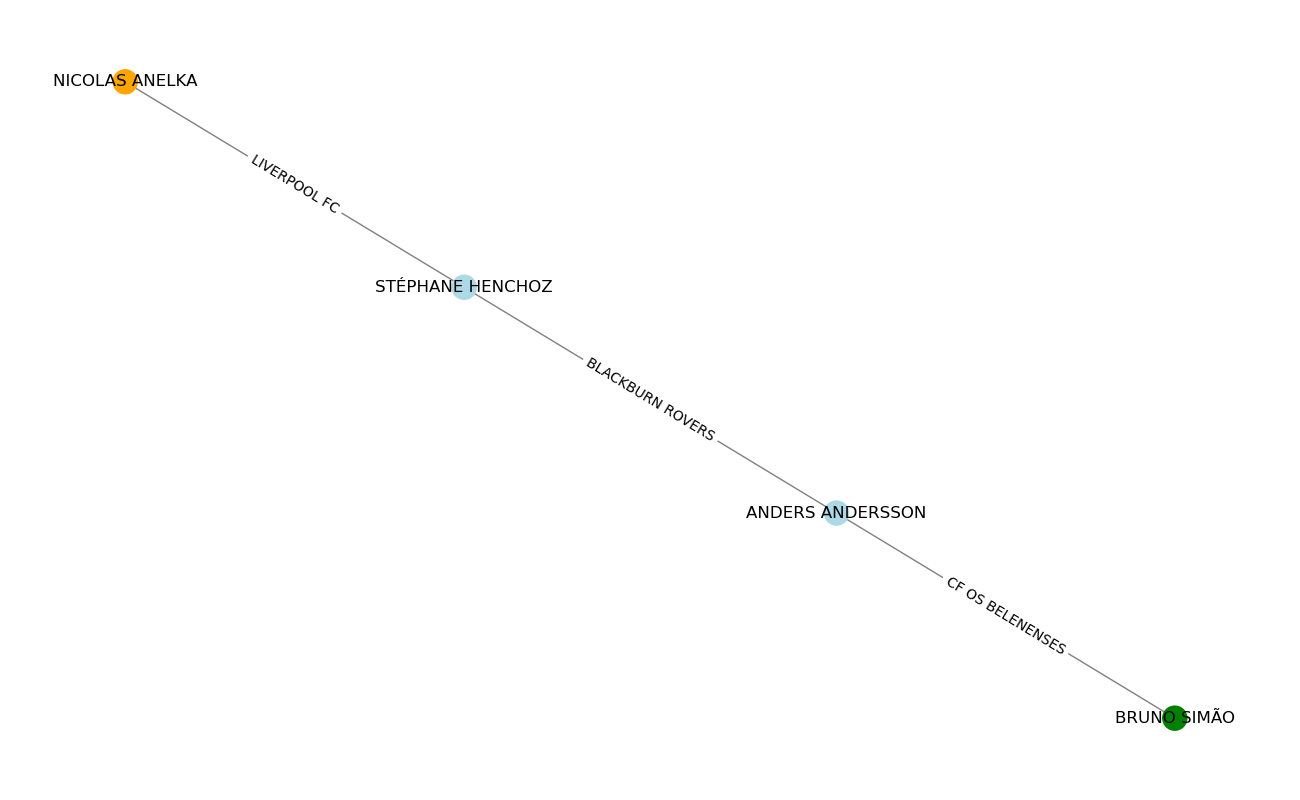 NICOLAS ANELKA
LIVERPOOL FC
STÉPHANE HENCHOZ
BLACKBURN ROVERS
ANDERS ANDERSSON
CF OS BELENENSES
BRUNO SIMÃO